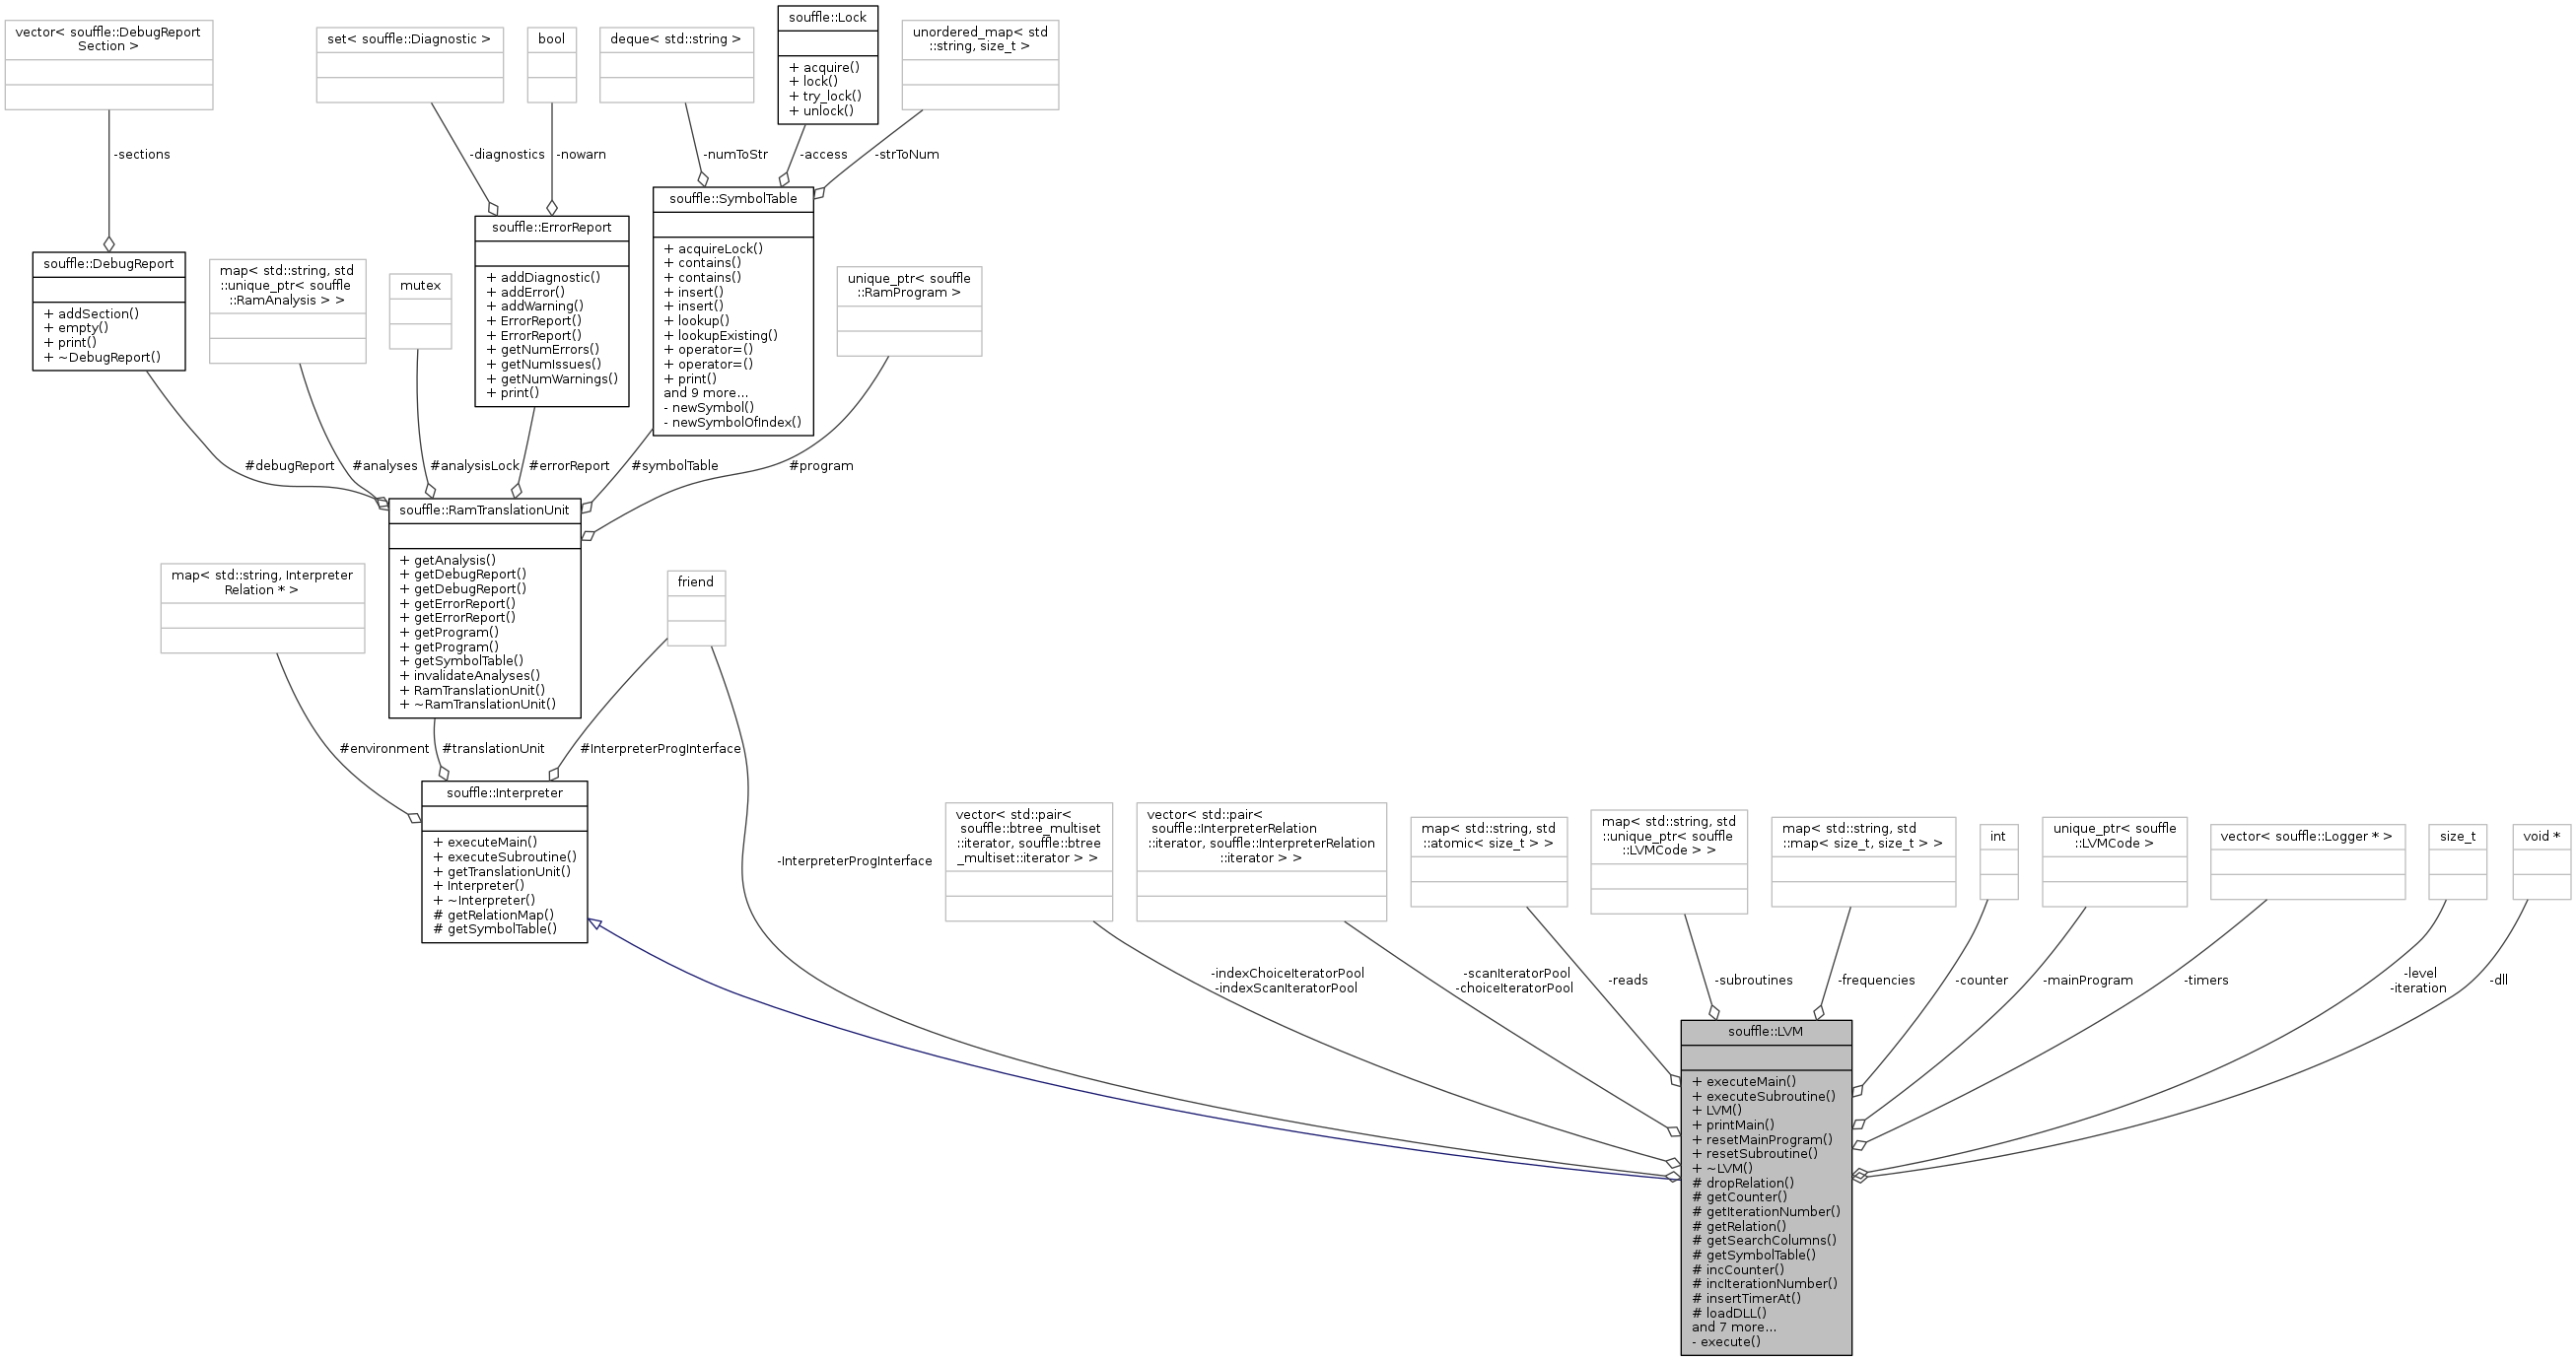 vector< souffle::DebugReport
Section >
set< souffle::Diagnostic >
bool
deque< std::string >
souffle::Lock
+ acquire()
+ lock()
+ try_lock()
+ unlock()
unordered_map< std
::string, size_t >
-sections
-diagnostics
-nowarn
-numToStr
-access
-strToNum
souffle::DebugReport
+ addSection()
+ empty()
+ print()
+ ~DebugReport()
map< std::string, std
::unique_ptr< souffle
::RamAnalysis > >
mutex
souffle::ErrorReport
+ addDiagnostic()
+ addError()
+ addWarning()
+ ErrorReport()
+ ErrorReport()
+ getNumErrors()
+ getNumIssues()
+ getNumWarnings()
+ print()
souffle::SymbolTable
+ acquireLock()
+ contains()
+ contains()
+ insert()
+ insert()
+ lookup()
+ lookupExisting()
+ operator=()
+ operator=()
+ print()
and 9 more...
- newSymbol()
- newSymbolOfIndex()
unique_ptr< souffle
::RamProgram >
#debugReport
#analyses
#analysisLock
#errorReport
#symbolTable
#program
souffle::RamTranslationUnit
+ getAnalysis()
+ getDebugReport()
+ getDebugReport()
+ getErrorReport()
+ getErrorReport()
+ getProgram()
+ getProgram()
+ getSymbolTable()
+ invalidateAnalyses()
+ RamTranslationUnit()
+ ~RamTranslationUnit()
map< std::string, Interpreter
Relation * >
friend
#environment
#translationUnit
#InterpreterProgInterface
souffle::Interpreter
+ executeMain()
+ executeSubroutine()
+ getTranslationUnit()
+ Interpreter()
+ ~Interpreter()
# getRelationMap()
# getSymbolTable()
-InterpreterProgInterface
vector< std::pair<
souffle::btree_multiset
::iterator, souffle::btree
_multiset::iterator > >
vector< std::pair<
souffle::InterpreterRelation
::iterator, souffle::InterpreterRelation
::iterator > >
map< std::string, std
::atomic< size_t > >
map< std::string, std
::unique_ptr< souffle
::LVMCode > >
map< std::string, std
::map< size_t, size_t > >
int
unique_ptr< souffle
::LVMCode >
vector< souffle::Logger * >
size_t
void *
-indexChoiceIteratorPool
-indexScanIteratorPool
-scanIteratorPool
-choiceIteratorPool
-reads
-subroutines
-frequencies
-counter
-mainProgram
-timers
-level
-iteration
-dll
souffle::LVM
+ executeMain()
+ executeSubroutine()
+ LVM()
+ printMain()
+ resetMainProgram()
+ resetSubroutine()
+ ~LVM()
# dropRelation()
# getCounter()
# getIterationNumber()
# getRelation()
# getSearchColumns()
# getSymbolTable()
# incCounter()
# incIterationNumber()
# insertTimerAt()
# loadDLL()
and 7 more...
- execute()